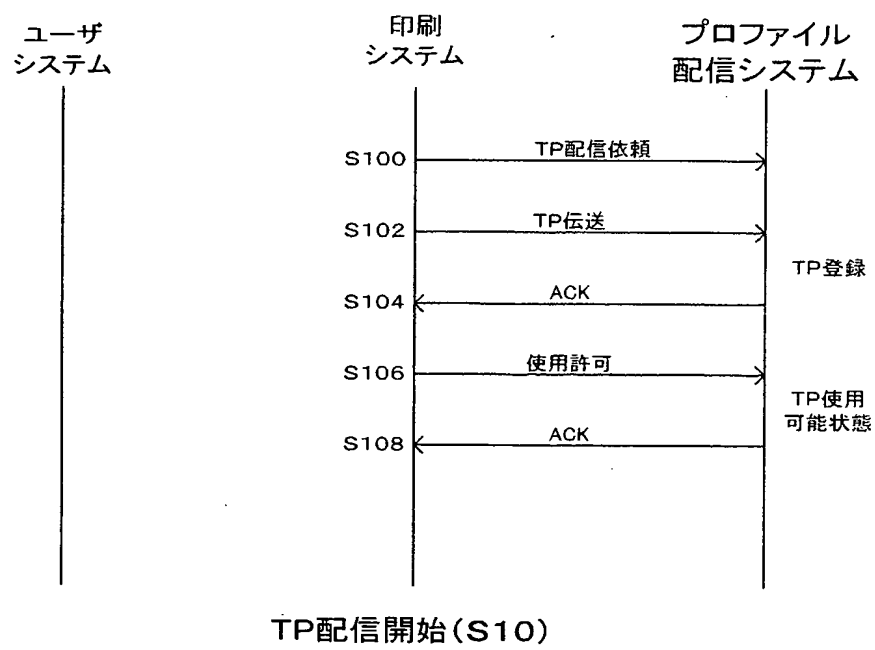 ユーザ
システム
印刷
システム
プロファイル
配信システム
S100
TP配信依頼
S102
TP伝送
TP登録
S104
ACK
S106
使用許可
TP使用
可能状態
S108
ACK
TP配信開始(S10)